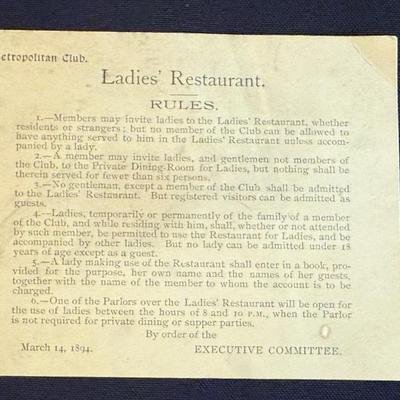 etropolitan Club.
Ladies' Restaurant.
RULES.
1.—Members may invite ladies to the Ladies' Restaurant, whether
residents or strangers; but no member of the Club can be allowed to
have anything served to him in the Ladies' Restaurant unless accom-
panied by a lady.
2.—A member may invite ladies, and gentlemen not members
of the Club, to the Private Dining-Room for Ladies, but nothing shall be
therein served for fewer than six persons.
3.—No gentleman, except a member of the Club shall be admitted
to the Ladies' Restaurant. But registered visitors can be admitted as
guests.
4.—Ladies, temporarily or permanently of the family of a member
of the Club, and while residing with him, shall, whether or not attended
by such member, be permitted to use the Restaurant for Ladies, and be
accompanied by other ladies. But no lady can be admitted under 18
years of age except as a guest.
5.—A lady making use of the Restaurant shall enter in a book, pro-
vided for the purpose, her own name and the names of her guests,
together with the name of the member to whom the account is to be
charged.
6.—One of the Parlors over the Ladies' Restaurant will be open for
the use of ladies between the hours of 8 and 10 P.M., when the Parlor
is not required for private dining or supper parties.
By order of the
March 14, 1894. EXECUTIVE COMMITTEE.